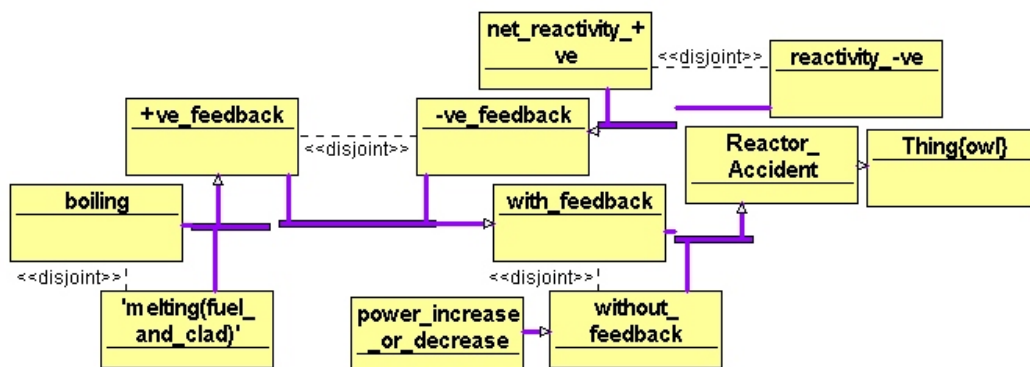 net_reactivity_+
ve
<<disjoint>>
reactivity_-ve
+ve_feedback
<<disjoint>>
-ve_feedback
Reactor_
Accident
Thing{owl}
boiling
with_feedback
<<disjoint>>
<<disjoint>>
'melting(fuel_
and_clad)'
power_increase
_or_decrease
without_
feedback